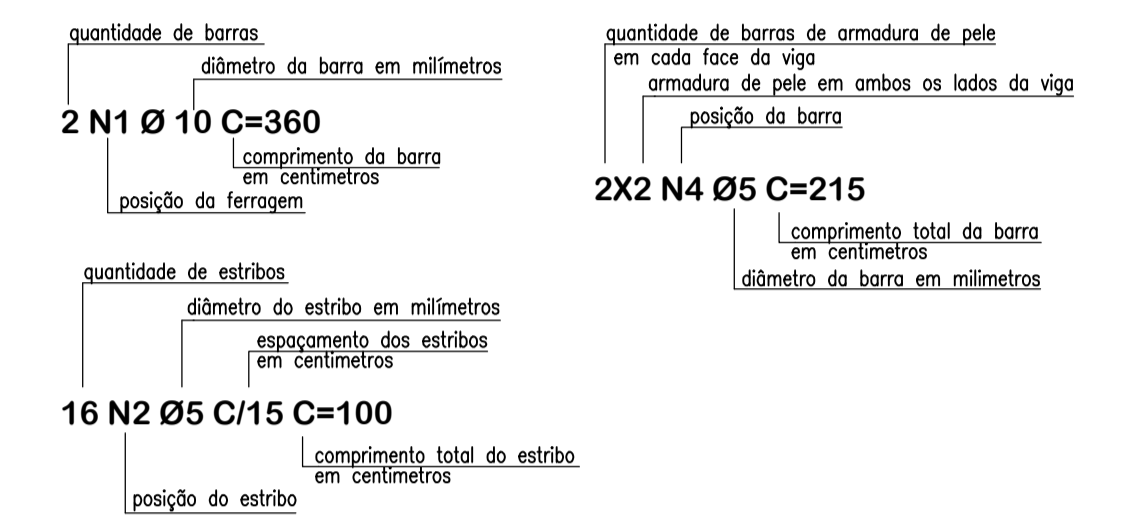 quantidade de barras
diâmetro da barra em milímetros
2 N1 Ø 10 C=360
comprimento da barra
em centimetros
posição da ferragem
quantidade de barras de armadura de pele
em cada face da viga
armadura de pele em ambos os lados da viga
posição da barra
2X2 N4 Ø5 C=215
comprimento total da barra
em centimetros
diâmetro da barra em milimetros
quantidade de estribos
diâmetro do estribo em milímetros
espaçamento dos estribos
em centimetros
16 N2 Ø5 C/15 C=100
comprimento total do estribo
em centimetros
posição do estribo